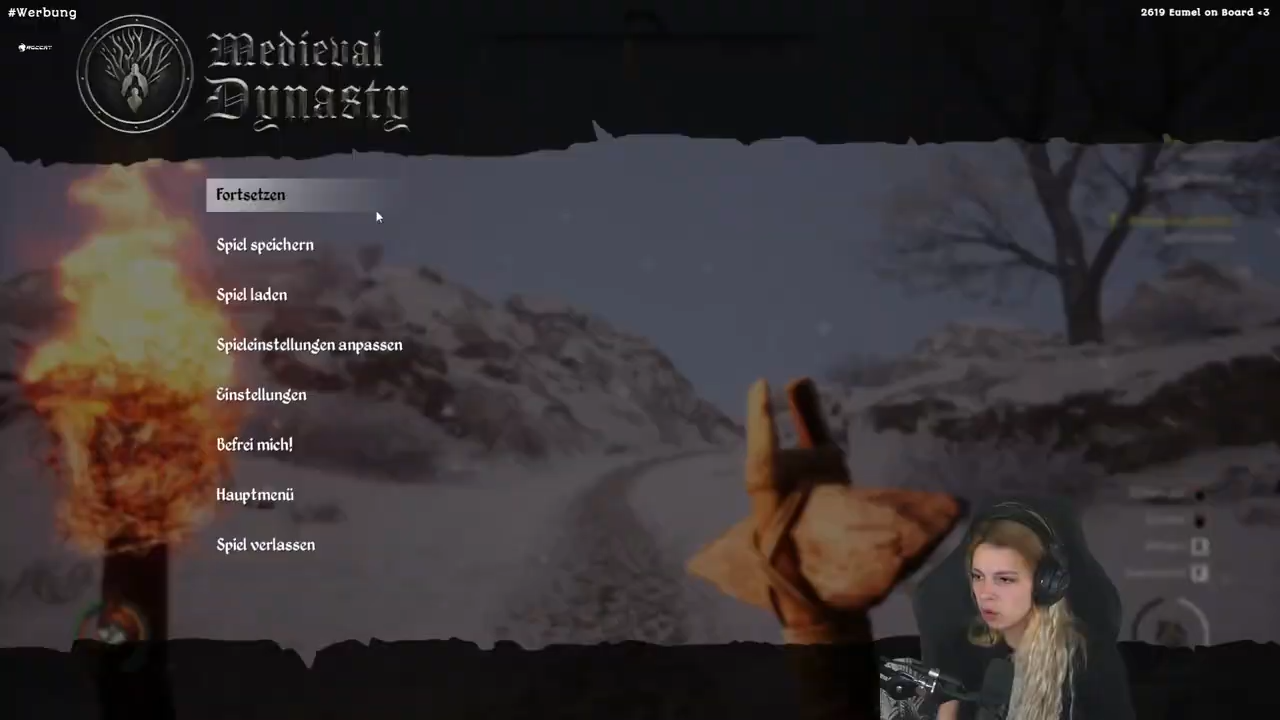 #Werbung
2619 Eumel on Board <3
Medieval
Dynasty
Fortsetzen
Spiel speichern
Spiel laden
Spieleinstellungen anpassen
Einstellungen
Befrei mich!
Hauptmenü
Spiel verlassen